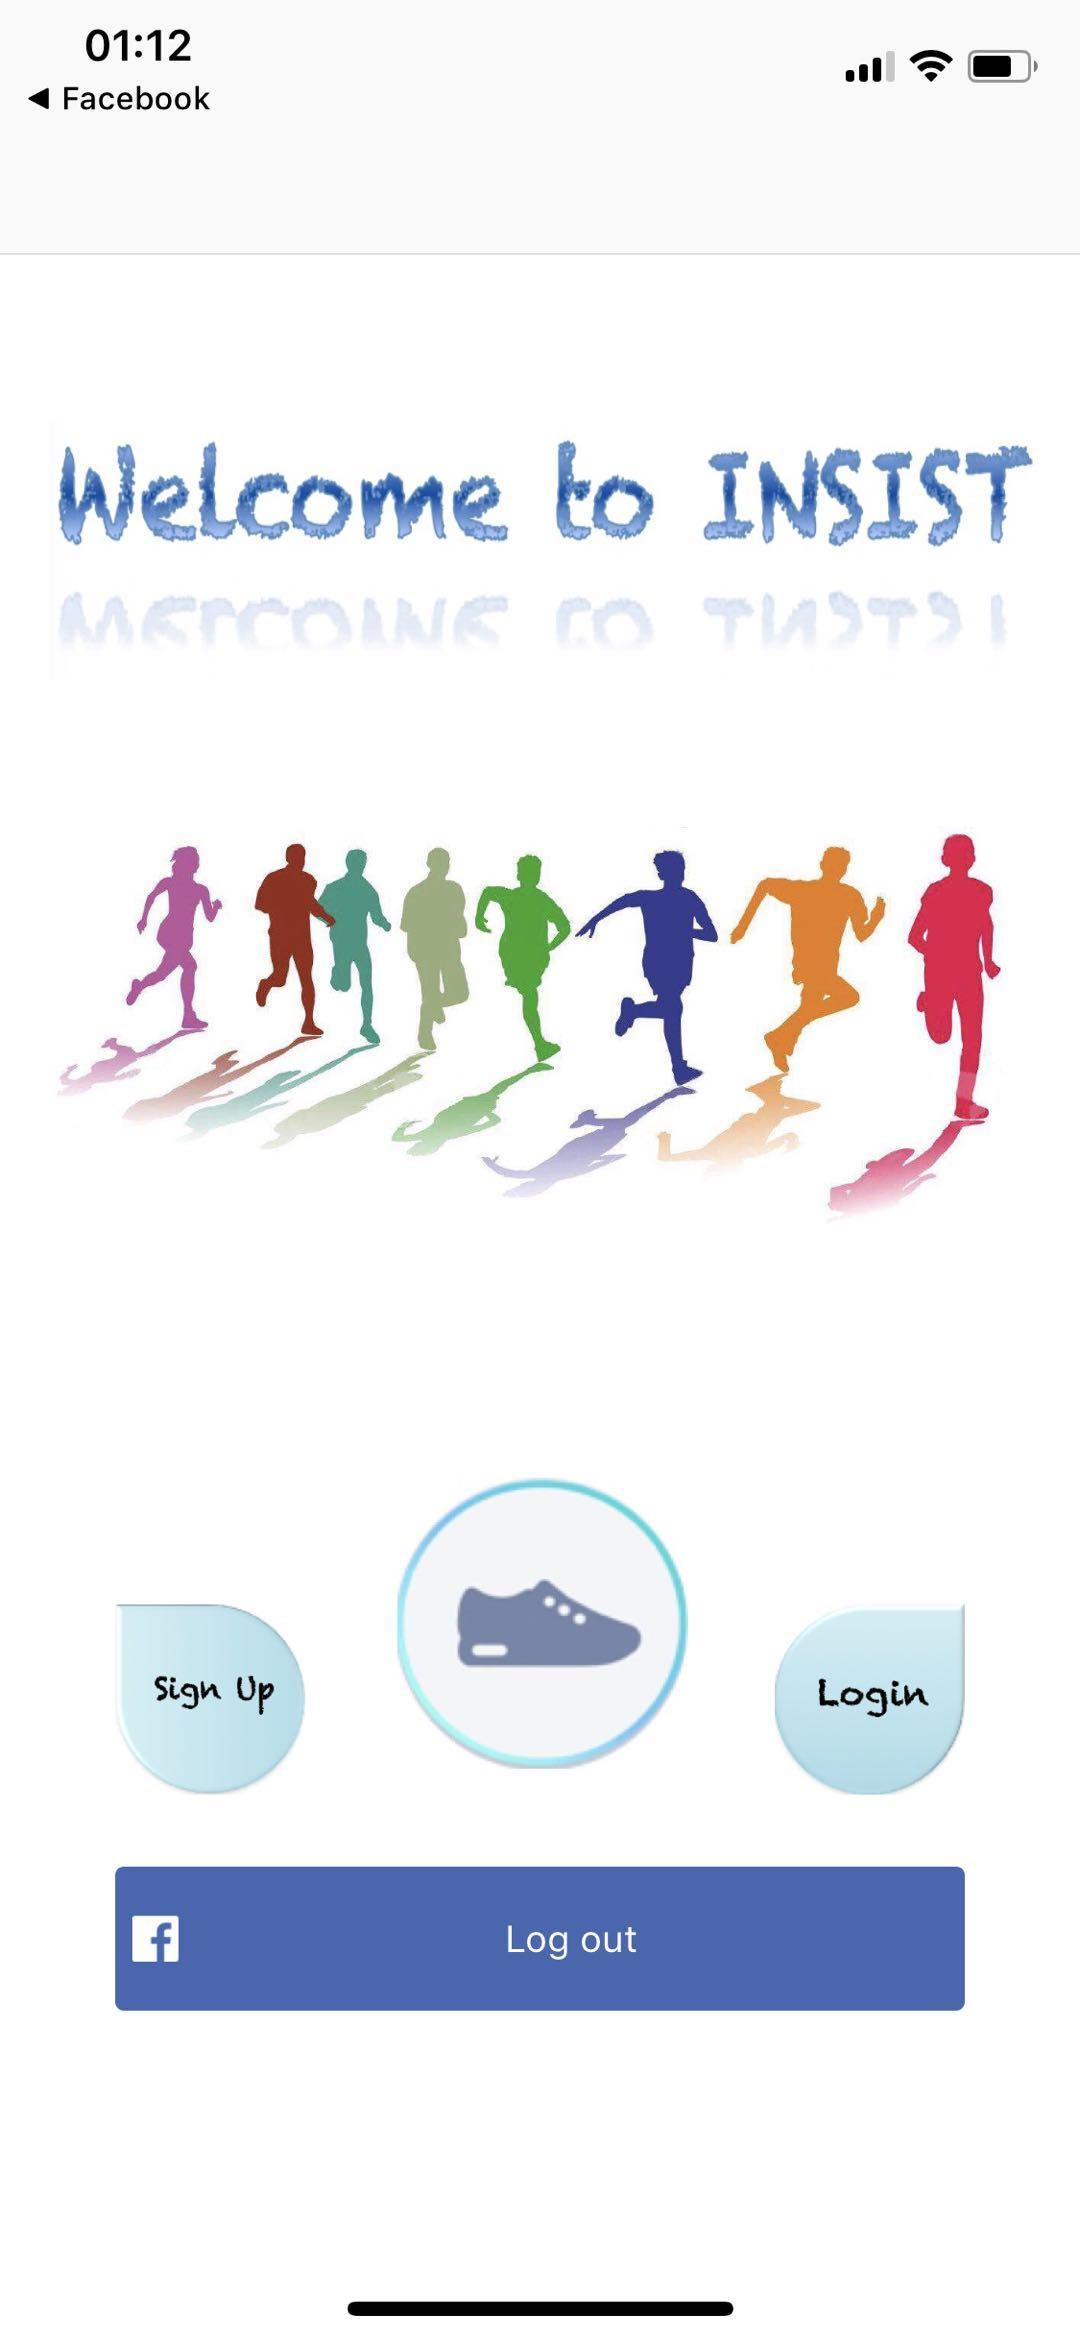 01:12
◀ Facebook
Welcome to INSIST
Sign Up
Login
Log out